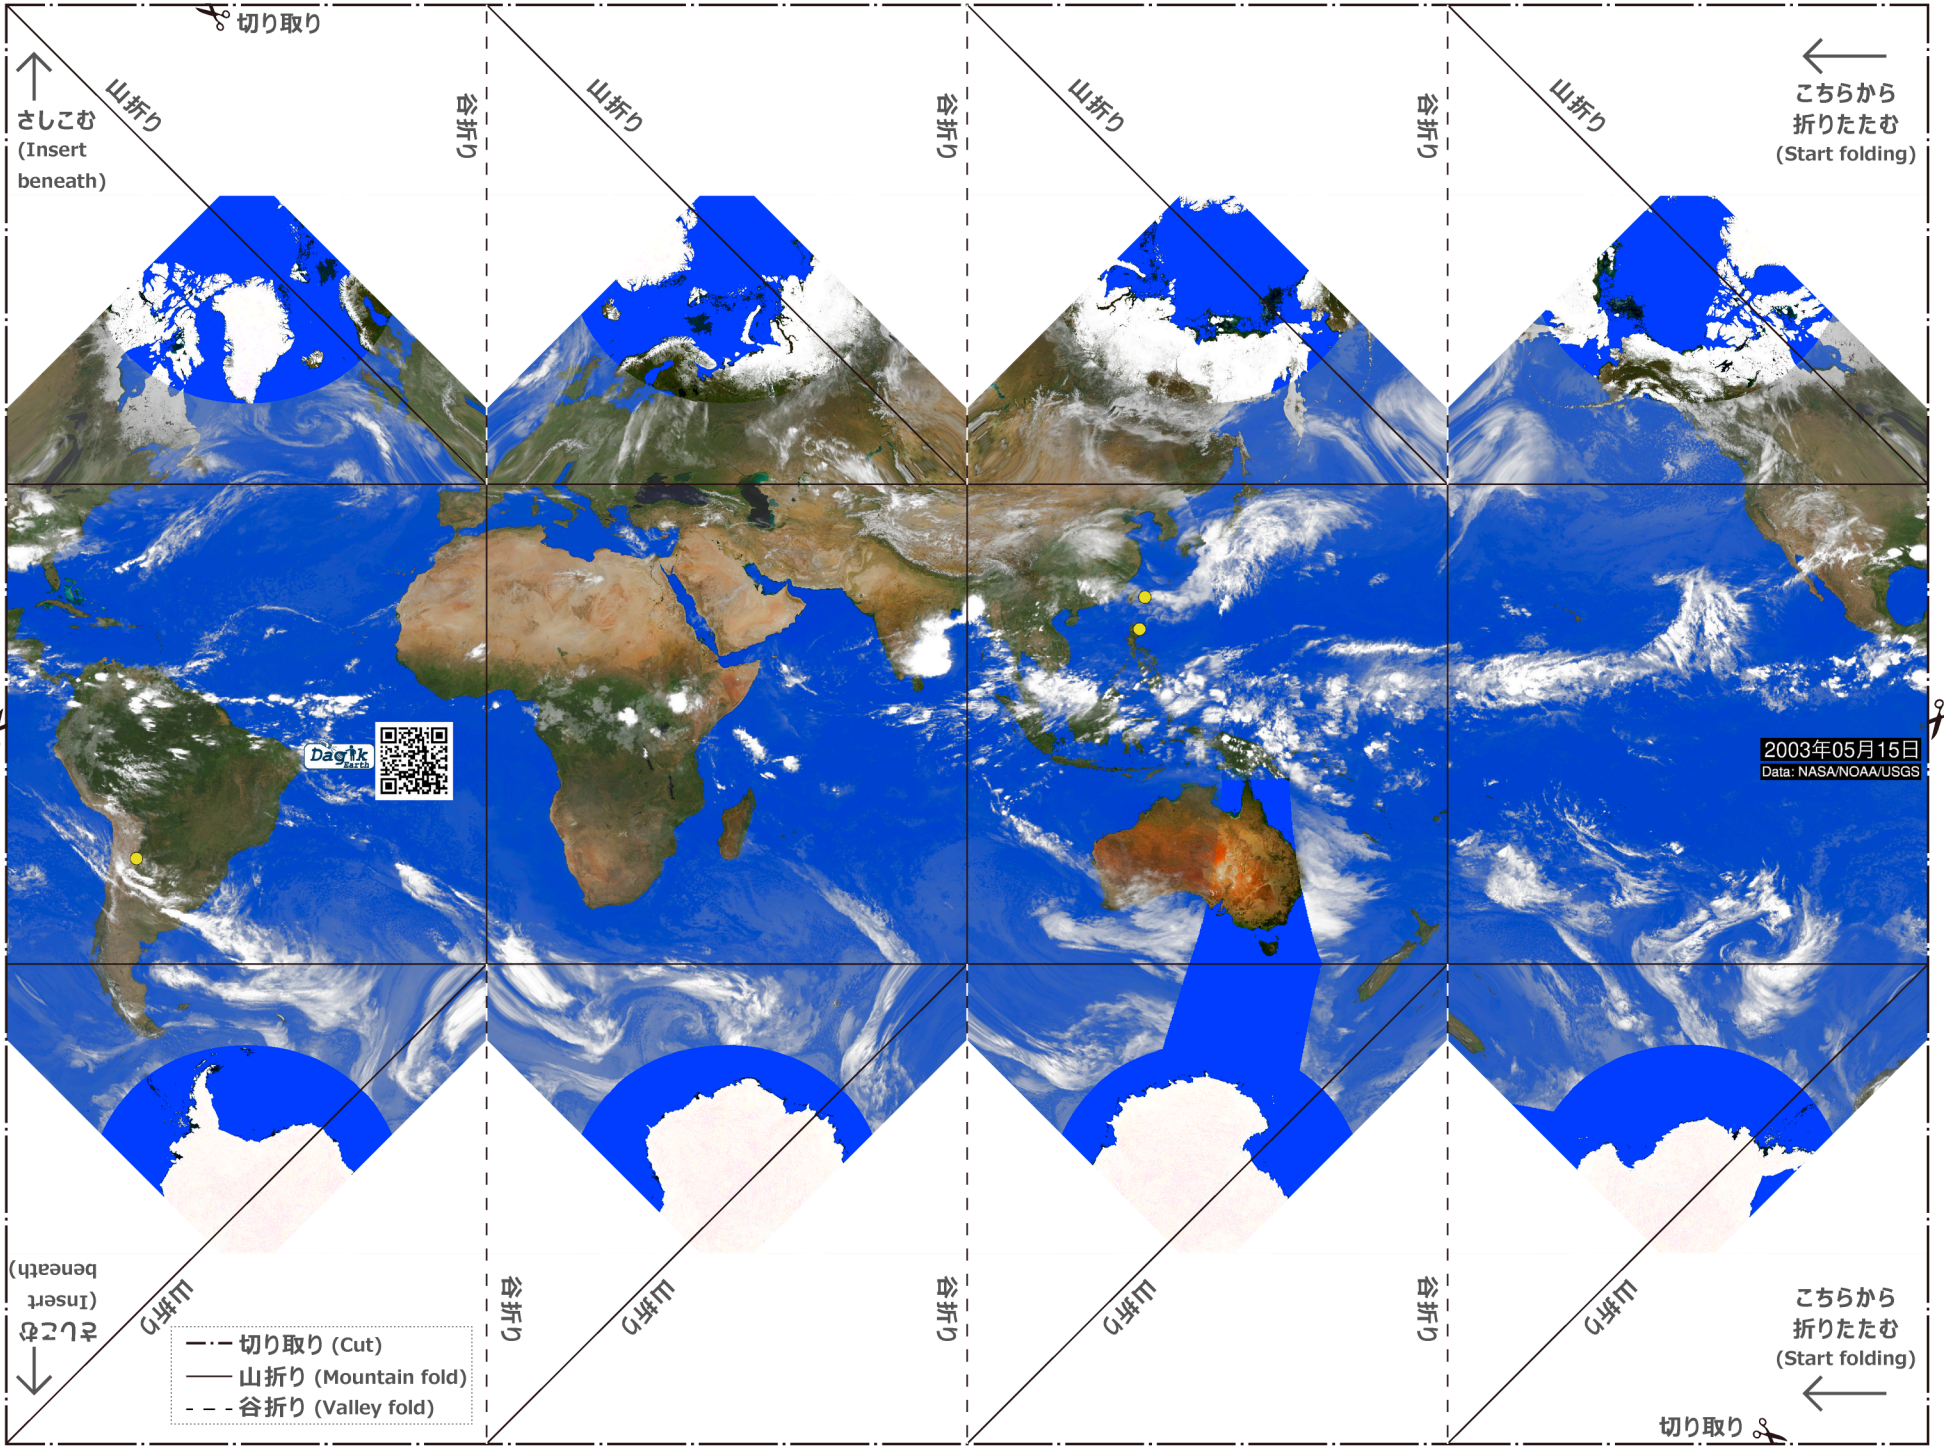 切り取り
山折り
谷折り
山折り
谷折り
山折り
谷折り
山折り
さしこむ
(Insert
beneath)
こちらから
折りたたむ
(Start folding)
Dagik
Earth
2003年05月15日
Data: NASA/NOAA/USGS
さしこむ
(Insert
beneath)
山折り
谷折り
山折り
谷折り
山折り
谷折り
山折り
こちらから
折りたたむ
(Start folding)
切り取り (Cut)
山折り (Mountain fold)
谷折り (Valley fold)
切り取り